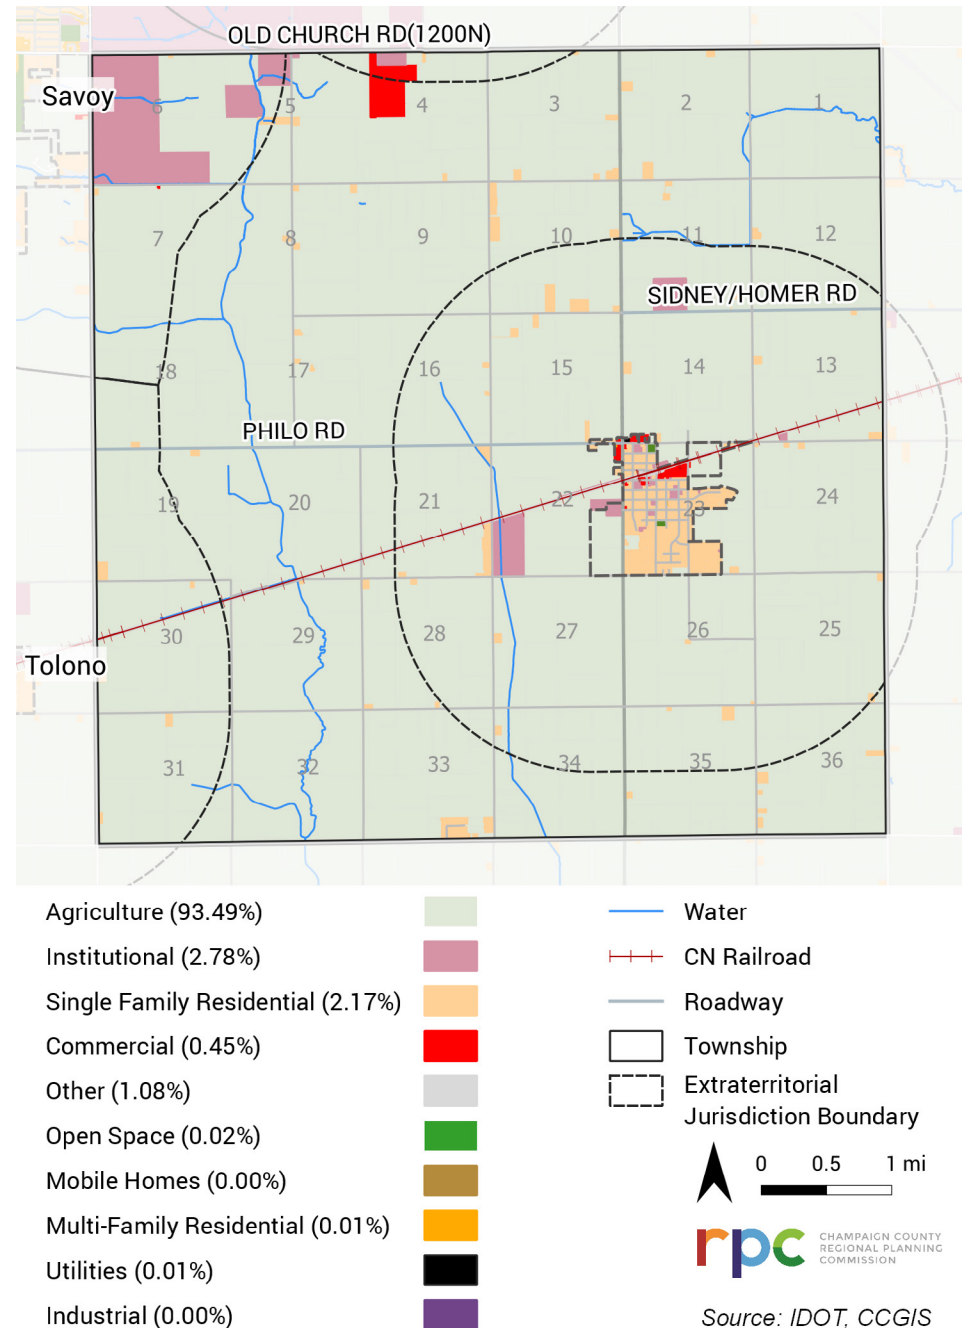 OLD CHURCH RD(1200N)
Savoy
6
5
4
3
2
1
7
8
9
10
11
12
SIDNEY/HOMER RD
18
17
16
15
14
13
PHILO RD
19
20
21
22
23
24
30
29
28
27
26
25
Tolono
31
32
33
34
35
36
Agriculture (93.49%)
Institutional (2.78%)
Single Family Residential (2.17%)
Commercial (0.45%)
Other (1.08%)
Open Space (0.02%)
Mobile Homes (0.00%)
Multi-Family Residential (0.01%)
Utilities (0.01%)
Industrial (0.00%)
Water
CN Railroad
Roadway
Township
Extraterritorial
Jurisdiction Boundary
0 0.5 1 mi
rpc
CHAMPAIGN COUNTY
REGIONAL PLANNING
COMMISSION
Source: IDOT, CCGIS